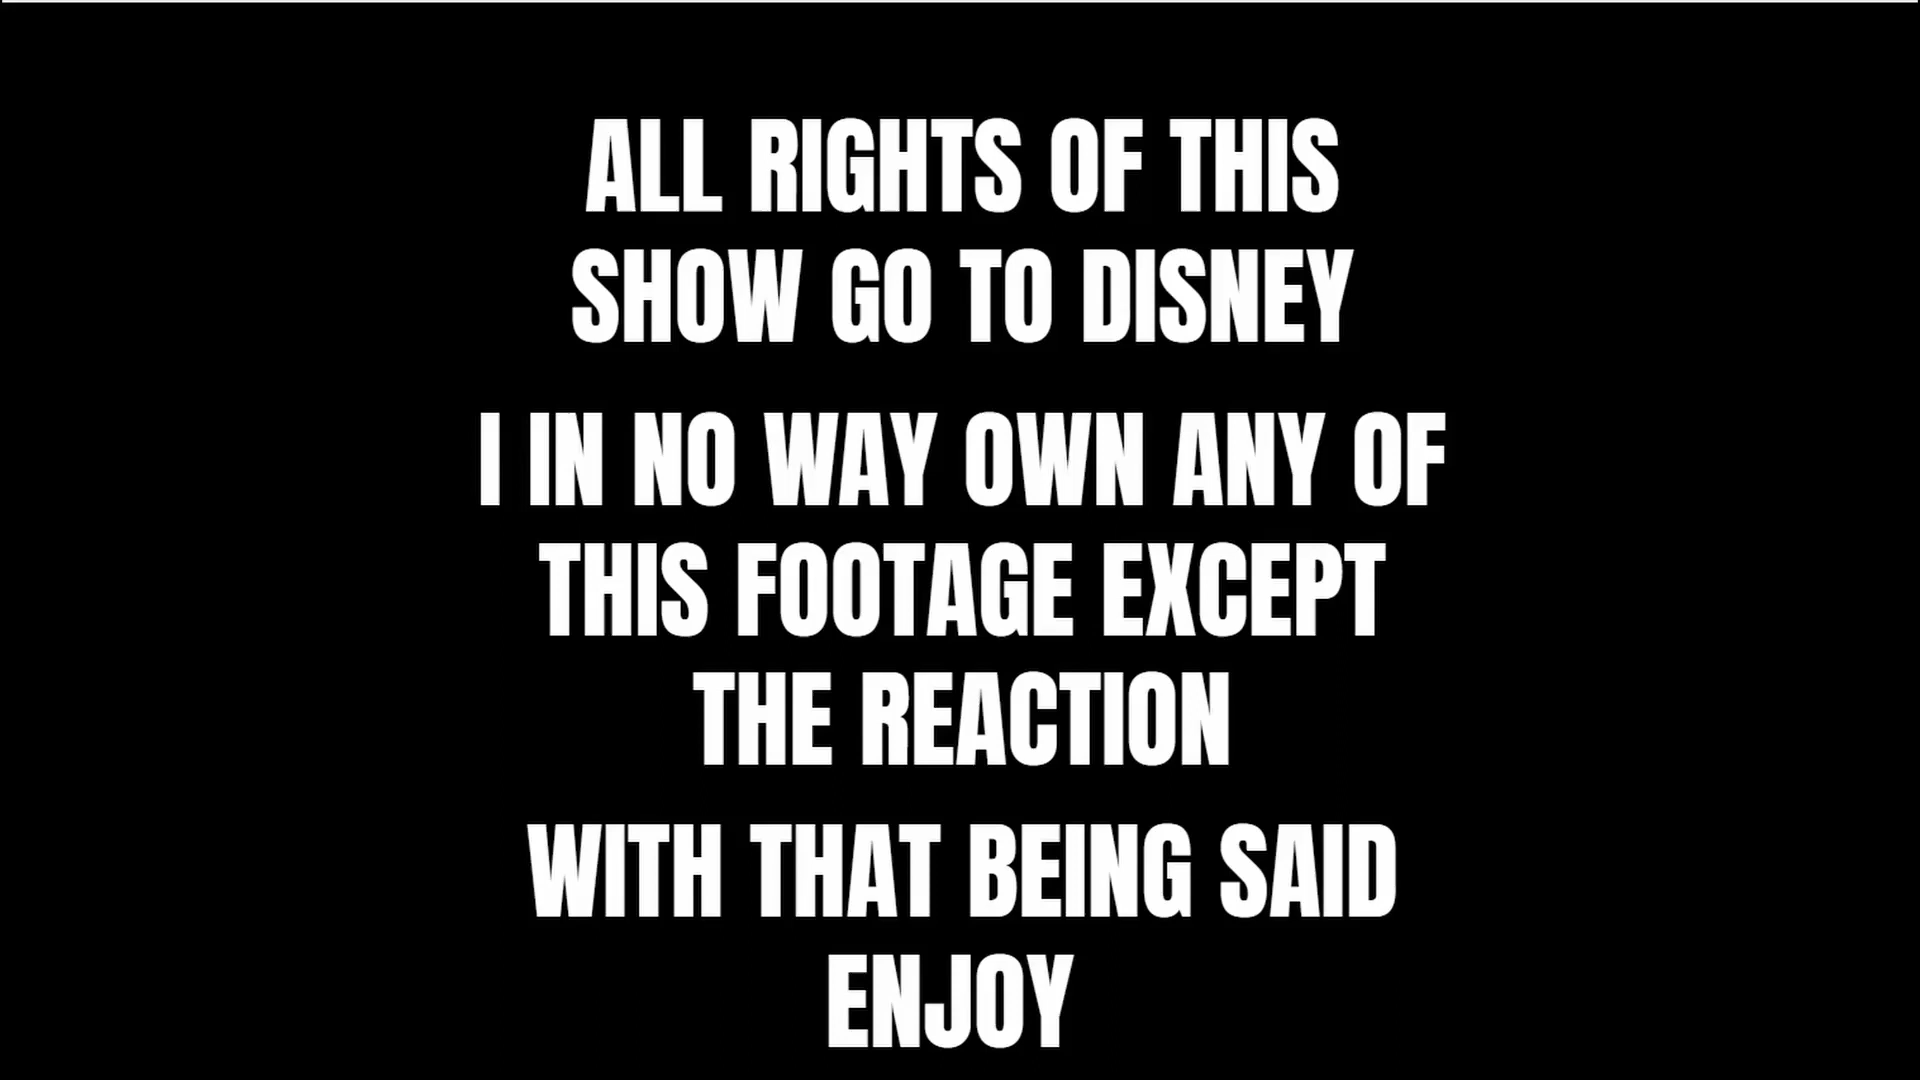 ALL RIGHTS OF THIS
SHOW GO TO DISNEY
I IN NO WAY OWN ANY OF
THIS FOOTAGE EXCEPT
THE REACTION
WITH THAT BEING SAID
ENJOY